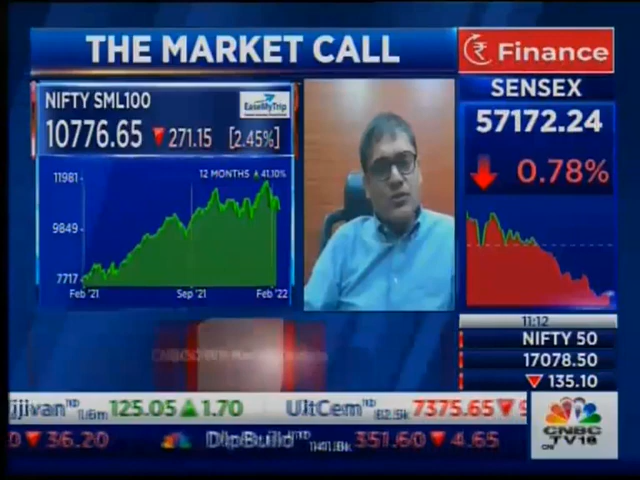 THE MARKET CALL
₹ Finance
NIFTY SML100
EaseMyTrip
10776.65 ▼ 271.15 [2.45%]
12 MONTHS ▲ 41.10%
11981
9849
7717
Feb '21 Sep '21 Feb '22
SENSEX
57172.24
0.78%
11:12
NIFTY 50
17078.50
▼ 135.10
125.05 ▲ 1.70 UltCem 7375.65 ▼
▼ 36.20 DlpBuild 351.60 ▼ 4.65
CNBC
TV18